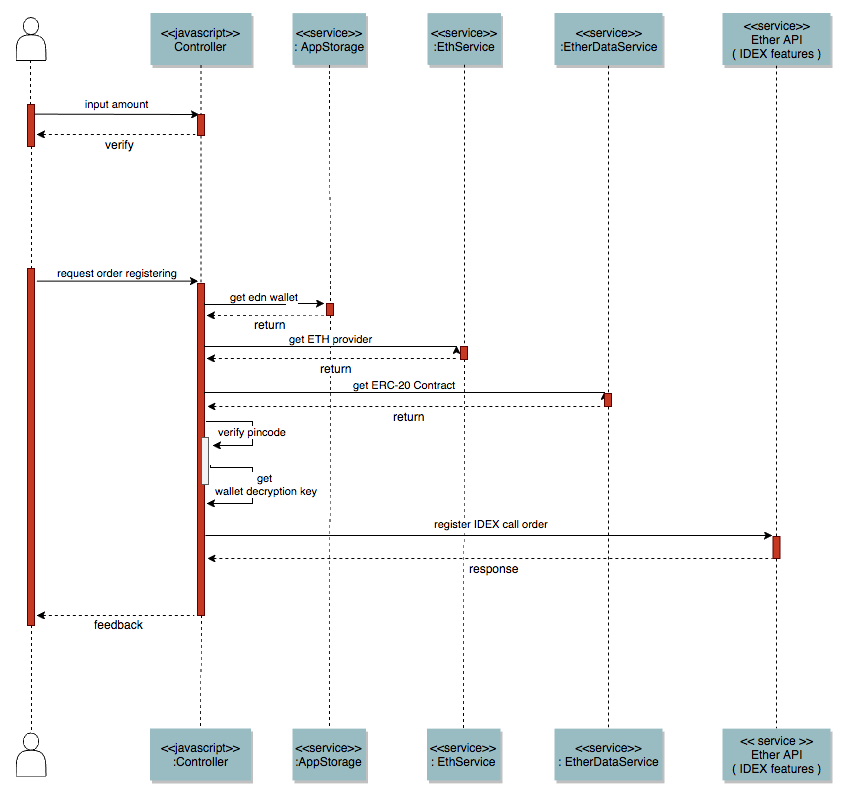 <<javascript>>
Controller
<<service>>
: AppStorage
<<service>>
:EthService
<<service>>
:EtherDataService
<<service>>
Ether API
( IDEX features )
input amount
verify
request order registering
get edn wallet
return
get ETH provider
return
get ERC-20 Contract
return
verify pincode
get
wallet decryption key
register IDEX call order
response
feedback
<<javascript>>
:Controller
<<service>>
:AppStorage
<<service>>
: EthService
<<service>>
: EtherDataService
<< service >>
Ether API
( IDEX features )